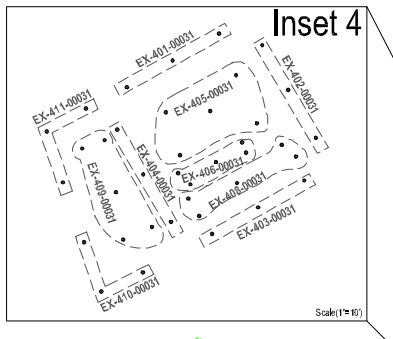 Inset 4
EX-401-00031
EX-402-00031
EX-411-00031
EX-405-00031
EX-404-00031
EX-406-00031
EX-409-00031
EX-408-00031
EX-403-00031
EX-410-00031
Scale(1"=10')